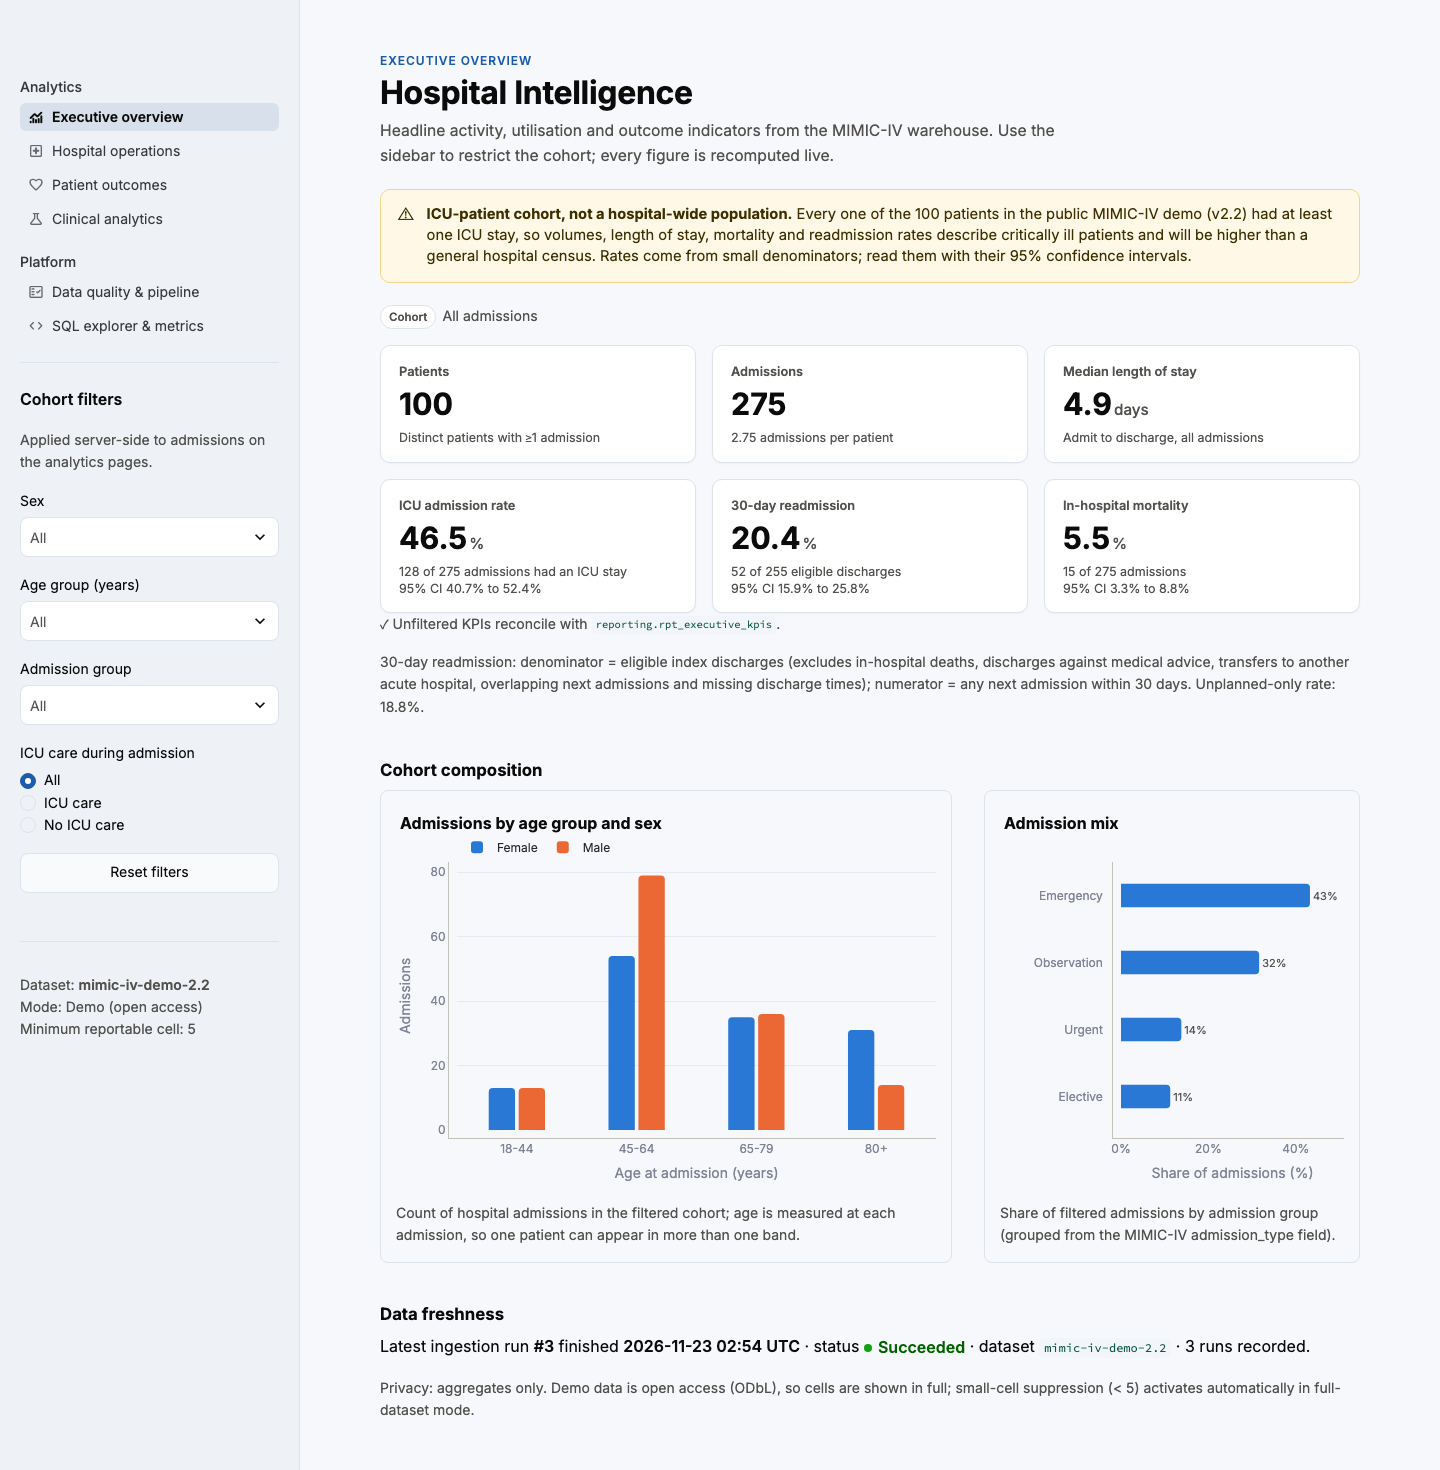 Analytics
Executive overview
Hospital operations
Patient outcomes
Clinical analytics
Platform
Data quality & pipeline
SQL explorer & metrics
Cohort filters
Applied server-side to admissions on
the analytics pages.
Sex
All
Age group (years)
All
Admission group
All
ICU care during admission
All
ICU care
No ICU care
Reset filters
Dataset: mimic-iv-demo-2.2
Mode: Demo (open access)
Minimum reportable cell: 5
EXECUTIVE OVERVIEW
Hospital Intelligence
Headline activity, utilisation and outcome indicators from the MIMIC-IV warehouse. Use the
sidebar to restrict the cohort; every figure is recomputed live.
⚠ ICU-patient cohort, not a hospital-wide population. Every one of the 100 patients in the public MIMIC-IV demo (v2.2) had at least
one ICU stay, so volumes, length of stay, mortality and readmission rates describe critically ill patients and will be higher than a
general hospital census. Rates come from small denominators; read them with their 95% confidence intervals.
Cohort All admissions
Patients
100
Distinct patients with ≥1 admission
Admissions
275
2.75 admissions per patient
Median length of stay
4.9 days
Admit to discharge, all admissions
ICU admission rate
46.5 %
128 of 275 admissions had an ICU stay
95% CI 40.7% to 52.4%
30-day readmission
20.4 %
52 of 255 eligible discharges
95% CI 15.9% to 25.8%
In-hospital mortality
5.5 %
15 of 275 admissions
95% CI 3.3% to 8.8%
✓ Unfiltered KPIs reconcile with reporting.rpt_executive_kpis .
30-day readmission: denominator = eligible index discharges (excludes in-hospital deaths, discharges against medical advice, transfers to another
acute hospital, overlapping next admissions and missing discharge times); numerator = any next admission within 30 days. Unplanned-only rate:
18.8%.
Cohort composition
Admissions by age group and sex
Female Male
80
60
40
20
0
Admissions
18-44 45-64 65-79 80+
Age at admission (years)
Count of hospital admissions in the filtered cohort; age is measured at each
admission, so one patient can appear in more than one band.
Admission mix
Emergency 43%
Observation 32%
Urgent 14%
Elective 11%
0% 20% 40%
Share of admissions (%)
Share of filtered admissions by admission group
(grouped from the MIMIC-IV admission_type field).
Data freshness
Latest ingestion run #3 finished 2026-11-23 02:54 UTC · status ● Succeeded · dataset mimic-iv-demo-2.2 · 3 runs recorded.
Privacy: aggregates only. Demo data is open access (ODbL), so cells are shown in full; small-cell suppression (< 5) activates automatically in full-
dataset mode.